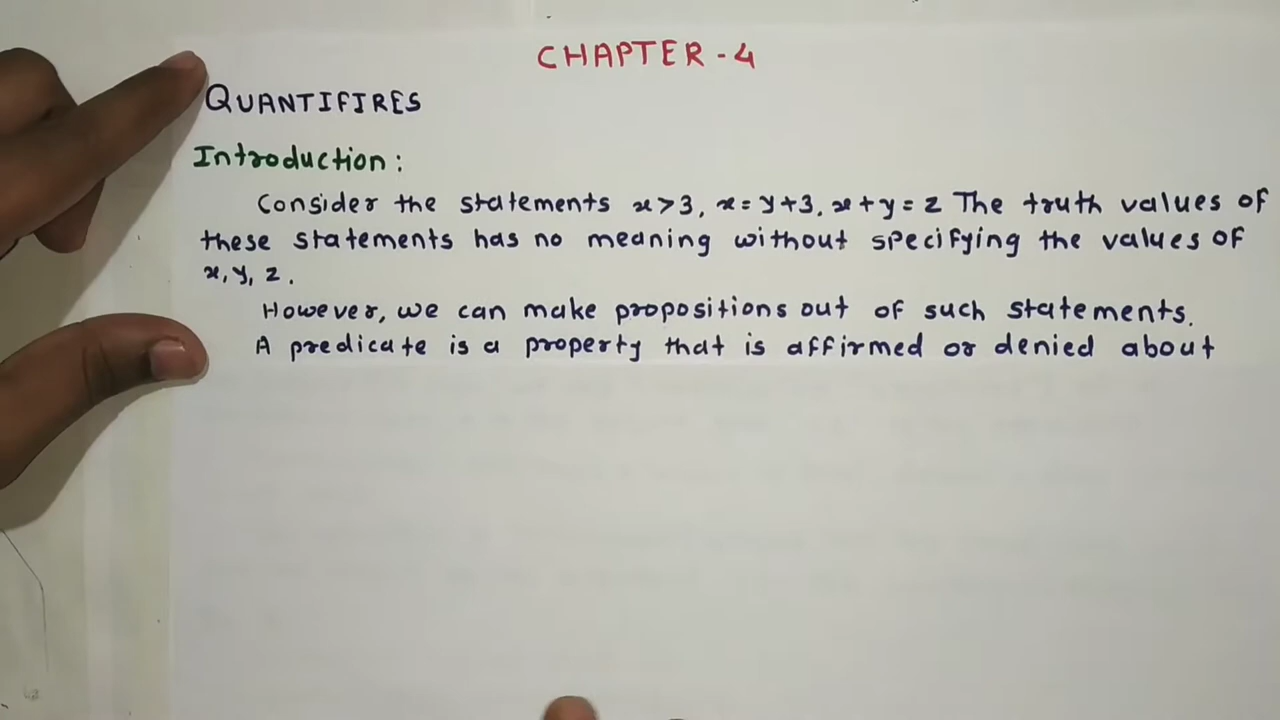 CHAPTER - 4
QUANTIFIRES
Introduction:
Consider the statements x>3, x=y+3, x+y=z The truth values of
these statements has no meaning without specifying the values of
x, y, z.
However, we can make propositions out of such statements.
A predicate is a property that is affirmed or denied about